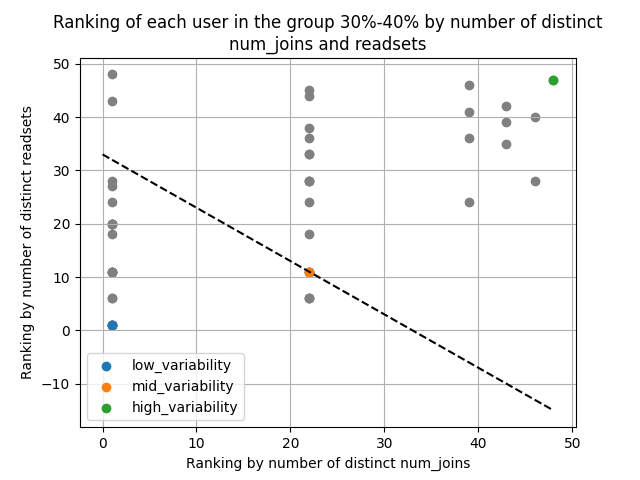 Ranking of each user in the group 30%-40% by number of distinct
num_joins and readsets
Ranking by number of distinct readsets
50
40
30
20
10
0
−10
low_variability
mid_variability
high_variability
0
10
20
30
40
50
Ranking by number of distinct num_joins